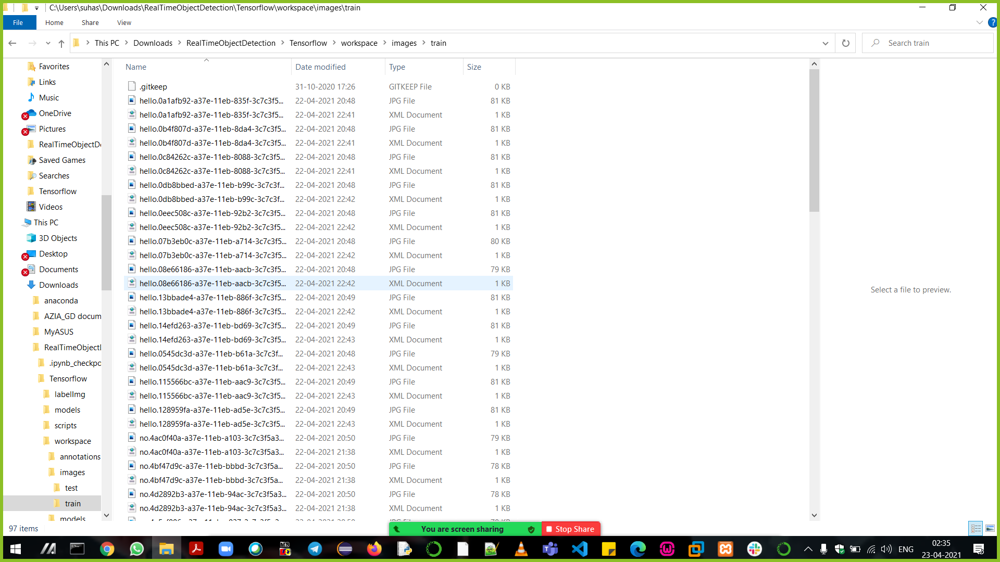 C:\Users\suhas\Downloads\RealTimeObjectDetection\Tensorflow\workspace\images\train
File Home Share View
This PC Downloads RealTimeObjectDetection Tensorflow workspace images train
Search train
Favorites
Links
Music
OneDrive
Pictures
RealTimeObjectD
Saved Games
Searches
Tensorflow
Videos
This PC
3D Objects
Desktop
Documents
Downloads
anaconda
AZIA_GD docum
MyASUS
RealTimeObject
.ipynb_checkpo
Tensorflow
labelImg
models
scripts
workspace
annotations
images
test
train
models
Name Date modified Type Size
.gitkeep 31-10-2020 17:26 GITKEEP File 0 KB
hello.0a1afb92-a37e-11eb-835f-3c7c3f5... 22-04-2021 20:48 JPG File 81 KB
hello.0a1afb92-a37e-11eb-835f-3c7c3f5... 22-04-2021 22:41 XML Document 1 KB
hello.0b4f807d-a37e-11eb-8da4-3c7c3f5... 22-04-2021 20:48 JPG File 81 KB
hello.0b4f807d-a37e-11eb-8da4-3c7c3f5... 22-04-2021 22:41 XML Document 1 KB
hello.0c84262c-a37e-11eb-8088-3c7c3f5... 22-04-2021 20:48 JPG File 81 KB
hello.0c84262c-a37e-11eb-8088-3c7c3f5... 22-04-2021 22:41 XML Document 1 KB
hello.0db8bbed-a37e-11eb-b99c-3c7c3f... 22-04-2021 20:48 JPG File 81 KB
hello.0db8bbed-a37e-11eb-b99c-3c7c3f... 22-04-2021 22:42 XML Document 1 KB
hello.0eec508c-a37e-11eb-92b2-3c7c3f5... 22-04-2021 20:48 JPG File 81 KB
hello.0eec508c-a37e-11eb-92b2-3c7c3f5... 22-04-2021 22:42 XML Document 1 KB
hello.07b3eb0c-a37e-11eb-a714-3c7c3f5... 22-04-2021 20:48 JPG File 80 KB
hello.07b3eb0c-a37e-11eb-a714-3c7c3f5... 22-04-2021 22:42 XML Document 1 KB
hello.08e66186-a37e-11eb-aacb-3c7c3f5... 22-04-2021 20:48 JPG File 79 KB
hello.08e66186-a37e-11eb-aacb-3c7c3f5... 22-04-2021 22:42 XML Document 1 KB
hello.13bbade4-a37e-11eb-886f-3c7c3f5... 22-04-2021 20:49 JPG File 81 KB
hello.13bbade4-a37e-11eb-886f-3c7c3f5... 22-04-2021 22:42 XML Document 1 KB
hello.14efd263-a37e-11eb-bd69-3c7c3f5... 22-04-2021 20:49 JPG File 81 KB
hello.14efd263-a37e-11eb-bd69-3c7c3f5... 22-04-2021 22:43 XML Document 1 KB
hello.0545dc3d-a37e-11eb-b61a-3c7c3f... 22-04-2021 20:48 JPG File 79 KB
hello.0545dc3d-a37e-11eb-b61a-3c7c3f... 22-04-2021 22:43 XML Document 1 KB
hello.115566bc-a37e-11eb-aac9-3c7c3f5... 22-04-2021 20:49 JPG File 81 KB
hello.115566bc-a37e-11eb-aac9-3c7c3f5... 22-04-2021 22:43 XML Document 1 KB
hello.128959fa-a37e-11eb-ad5e-3c7c3f5... 22-04-2021 20:49 JPG File 81 KB
hello.128959fa-a37e-11eb-ad5e-3c7c3f5... 22-04-2021 22:43 XML Document 1 KB
no.4ac0f40a-a37e-11eb-a103-3c7c3f5a3... 22-04-2021 20:50 JPG File 79 KB
no.4ac0f40a-a37e-11eb-a103-3c7c3f5a3... 22-04-2021 21:38 XML Document 1 KB
no.4bf47d9c-a37e-11eb-bbbd-3c7c3f5a... 22-04-2021 20:50 JPG File 78 KB
no.4bf47d9c-a37e-11eb-bbbd-3c7c3f5a... 22-04-2021 21:38 XML Document 1 KB
no.4d2892b3-a37e-11eb-94ac-3c7c3f5a3... 22-04-2021 20:50 JPG File 78 KB
no.4d2892b3-a37e-11eb-94ac-3c7c3f5a3... 22-04-2021 21:38 XML Document 1 KB
Select a file to preview.
97 items
You are screen sharing Stop Share
ENG
02:35
23-04-2021